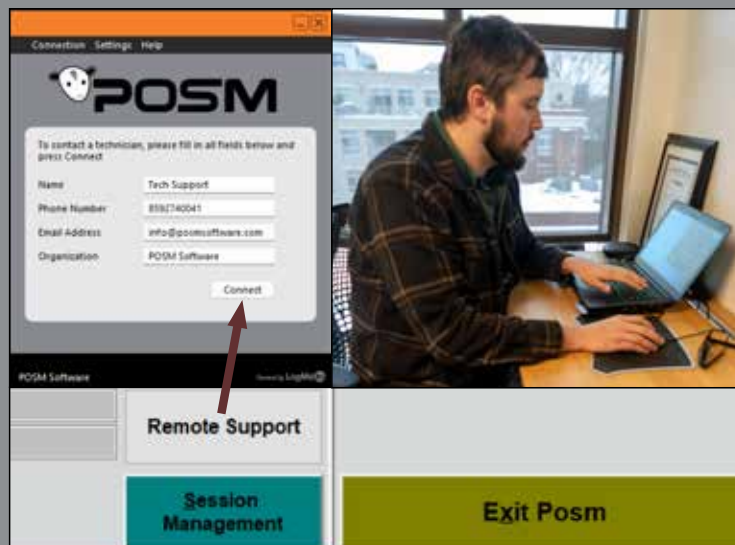 Connection Settings Help
POSM
To contact a technician, please fill in all fields below and
press Connect
Name Tech Support
Phone Number 8592740041
Email Address info@posmsoftware.com
Organization POSM Software
Connect
POSM Software
Remote Support
Session
Management
Exit Posm